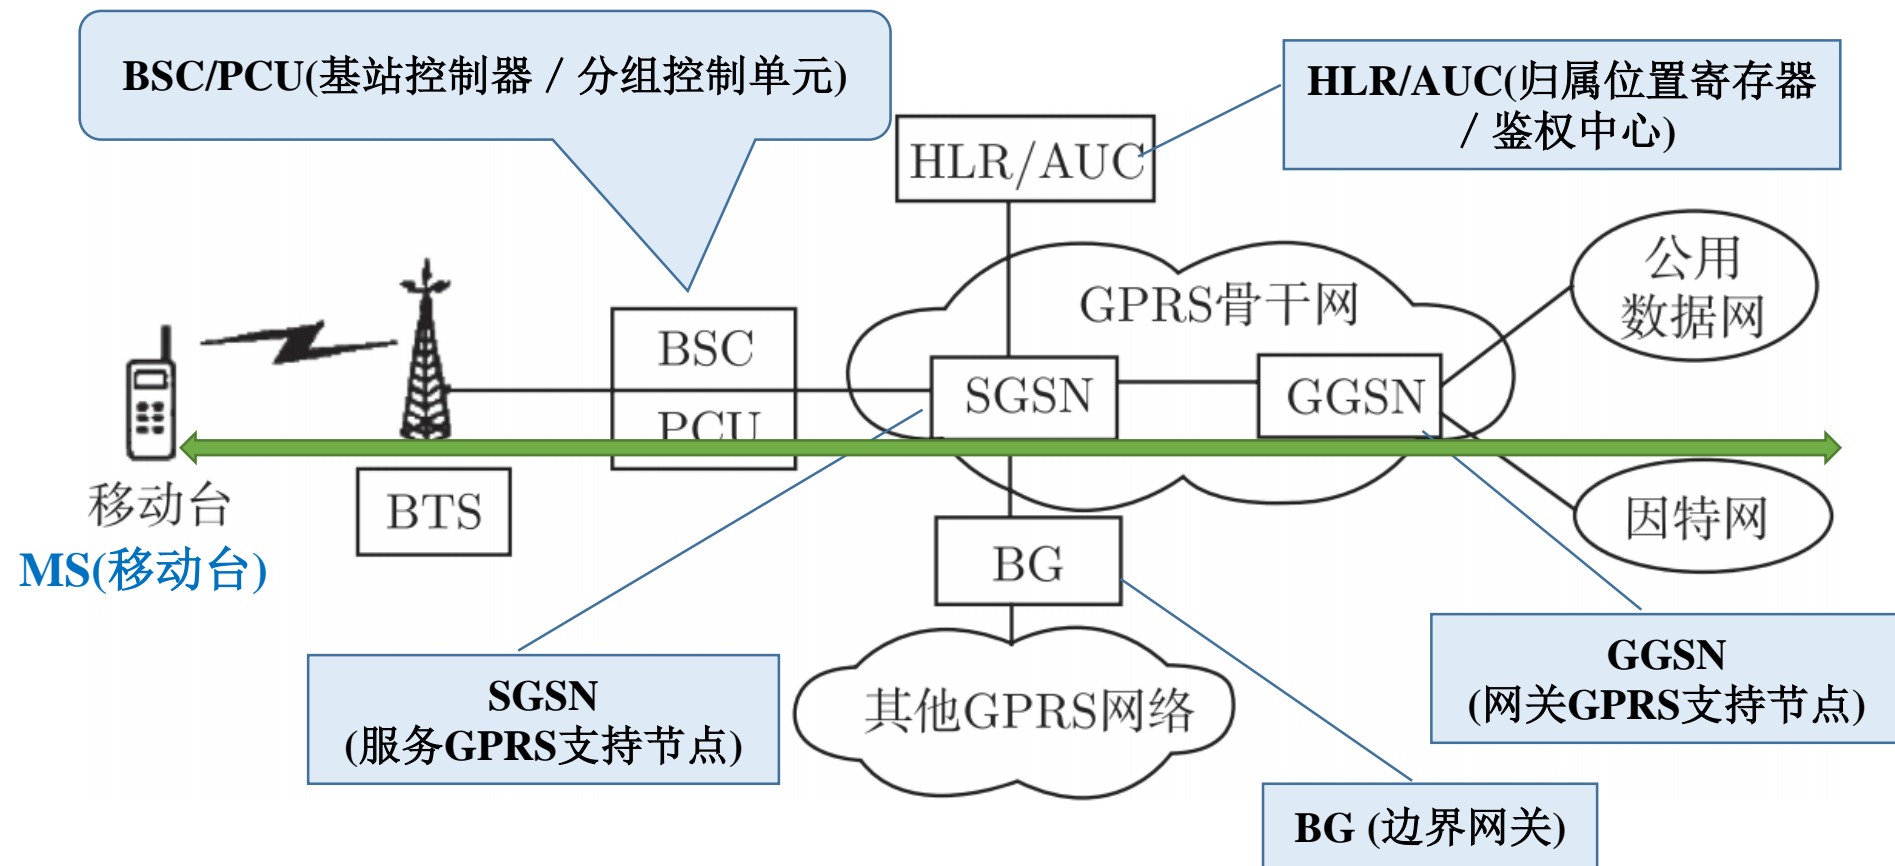 BSC/PCU(基站控制器／分组控制单元)
HLR/AUC(归属位置寄存器
／鉴权中心)
HLR/AUC
公用
数据网
GPRS骨干网
BSC
PCU
SGSN
GGSN
移动台
MS(移动台)
BTS
BG
因特网
SGSN
(服务GPRS支持节点)
其他GPRS网络
GGSN
(网关GPRS支持节点)
BG (边界网关)